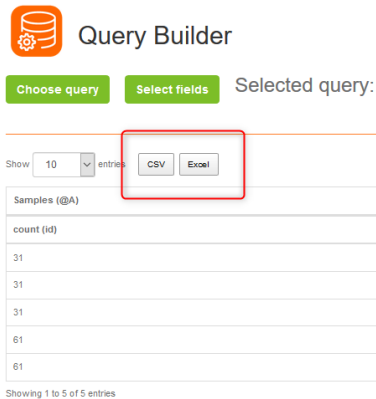 Query Builder
Choose query Select fields Selected query:
Show 10 entries CSV Excel
Samples (@A)
count (id)
31
31
31
61
61
Showing 1 to 5 of 5 entries